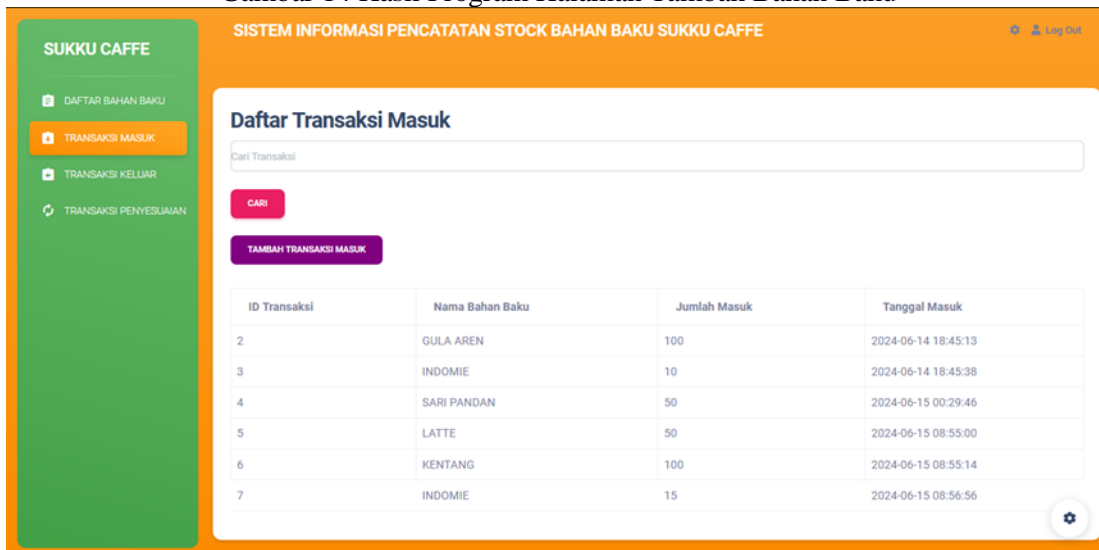 SISTEM INFORMASI PENCATATAN STOCK BAHAN BAKU SUKKU CAFFE
Log Out
SUKKU CAFFE
DAFTAR BAHAN BAKU
TRANSAKSI MASUK
TRANSAKSI KELUAR
TRANSAKSI PENYESUAIAN
Daftar Transaksi Masuk
Cari Transaksi
CARI
TAMBAH TRANSAKSI MASUK
ID Transaksi Nama Bahan Baku Jumlah Masuk Tanggal Masuk
2 GULA AREN 100 2024-06-14 18:45:13
3 INDOMIE 10 2024-06-14 18:45:38
4 SARI PANDAN 50 2024-06-15 00:29:46
5 LATTE 50 2024-06-15 08:55:00
6 KENTANG 100 2024-06-15 08:55:14
7 INDOMIE 15 2024-06-15 08:56:56